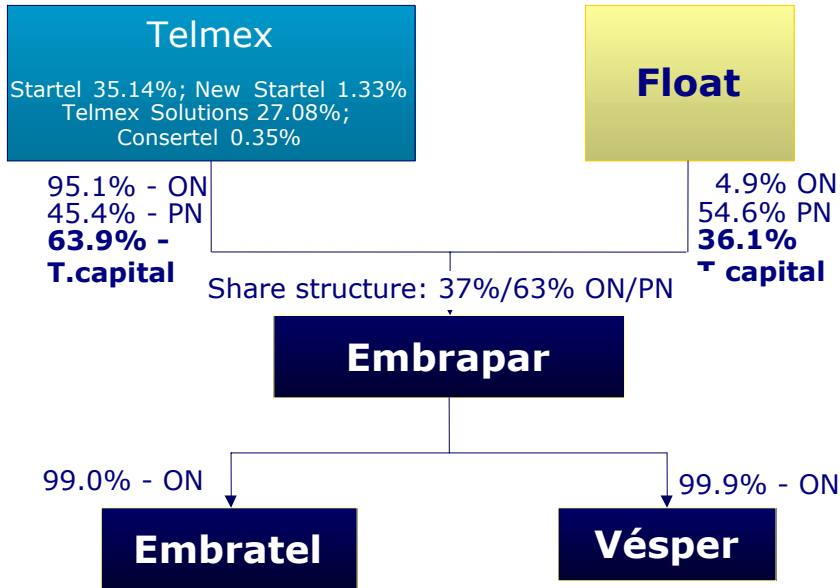 Telmex
Startel 35.14%; New Startel 1.33%
Telmex Solutions 27.08%;
Consertel 0.35%
Float
95.1% - ON
45.4% - PN
63.9% -
T.capital
4.9% ON
54.6% PN
36.1%
T capital
Share structure: 37%/63% ON/PN
Embrapar
99.0% - ON
99.9% - ON
Embratel
Vésper